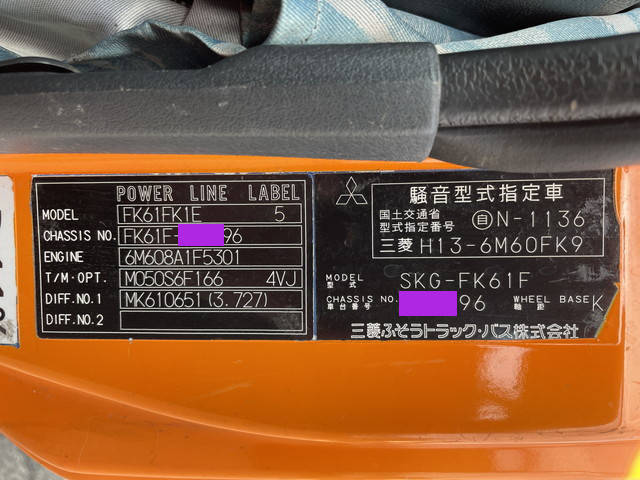 POWER LINE LABEL
MODEL FK61FK1E 5
CHASSIS NO. FK61F- 96
ENGINE 6M608A1F5301
T/M·OPT. M050S6F166 4VJ
DIFF.NO.1 MK610651(3.727)
DIFF.NO.2
騒音型式指定車
国土交通省
型式指定番号 自N-1136
三菱 H13-6M60FK9
MODEL
型式 SKG-FK61F
CHASSIS NO. 96 WHEEL BASE K
車台番号 軸距
三菱ふそうトラック・バス株式会社